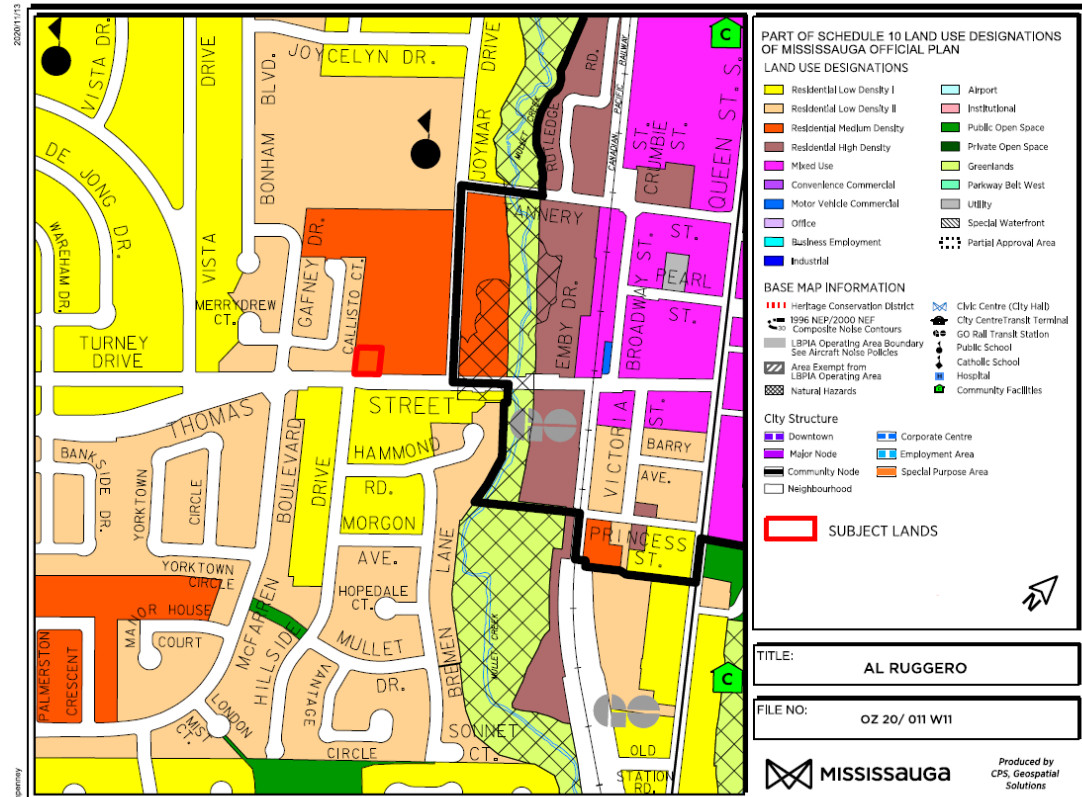 2020/11/13
VISTA DR.
DRIVE
BONHAM BLVD.
JOYCELYN DR.
JOYMAR DRIVE
MULLET CREEK
RUTLEDGE RD.
CANADIAN PACIFIC RAILWAY
CRUMBIE ST.
ST.
QUEEN ST. S.
C
DE JONG DR.
WAREHAM DR.
VISTA
MERRYDREW CT.
GAFNEY DR.
CALLISTO CT.
TANNERY ST.
EMBY DR.
BROADWAY ST.
PEARL ST.
TURNEY DRIVE
THOMAS STREET
GO
BANKSIDE DR.
YORKTOWN CIRCLE
BOULEVARD
DRIVE
HAMMOND RD.
MORGON AVE.
VICTORIA ST.
BARRY AVE.
PRINCESS ST.
YORKTOWN CIRCLE
HOPEDALE CT.
LANE
MANOR HOUSE COURT
MCFARREN
HILLSIDE
MULLET DR.
BREMEN
MULLET CREEK
PALMERSTON CRESCENT
VANTAGE
LONDON
MIST CT.
CIRCLE
SONNET CT.
C
GO
OLD STATION RD.
PART OF SCHEDULE 10 LAND USE DESIGNATIONS
OF MISSISSAUGA OFFICIAL PLAN
LAND USE DESIGNATIONS
Residential Low Density I
Residential Low Density II
Residential Medium Density
Residential High Density
Mixed Use
Convenience Commercial
Motor Vehicle Commercial
Office
Business Employment
Industrial
Airport
Institutional
Public Open Space
Private Open Space
Greenlands
Parkway Belt West
Utility
Special Waterfront
Partial Approval Area
BASE MAP INFORMATION
Heritage Conservation District
1996 NEP/2000 NEF
Composite Noise Contours
LBPIA Operating Area Boundary
See Aircraft Noise Policies
Area Exempt from
LBPIA Operating Area
Natural Hazards
Civic Centre (City Hall)
City Centre Transit Terminal
GO Rail Transit Station
Public School
Catholic School
Hospital
Community Facilities
City Structure
Downtown
Major Node
Community Node
Neighbourhood
Corporate Centre
Employment Area
Special Purpose Area
SUBJECT LANDS
TITLE:
AL RUGGERO
FILE NO:
OZ 20/ 011 W11
MISSISSAUGA
Produced by
CPS, Geospatial
Solutions